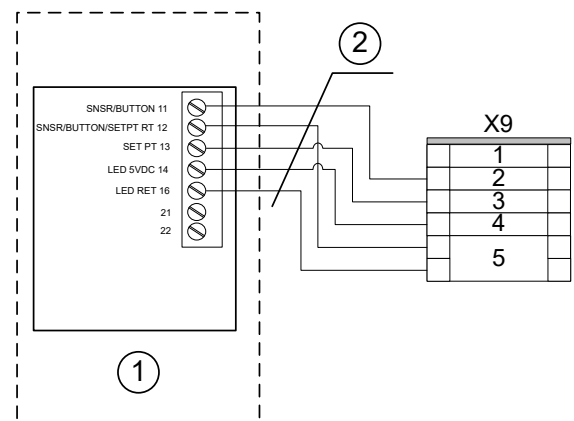 2
SNSR/BUTTON 11
SNSR/BUTTON/SETPT RT 12
SET PT 13
LED 5VDC 14
LED RET 16
21
22
1
X9
1
2
3
4
5